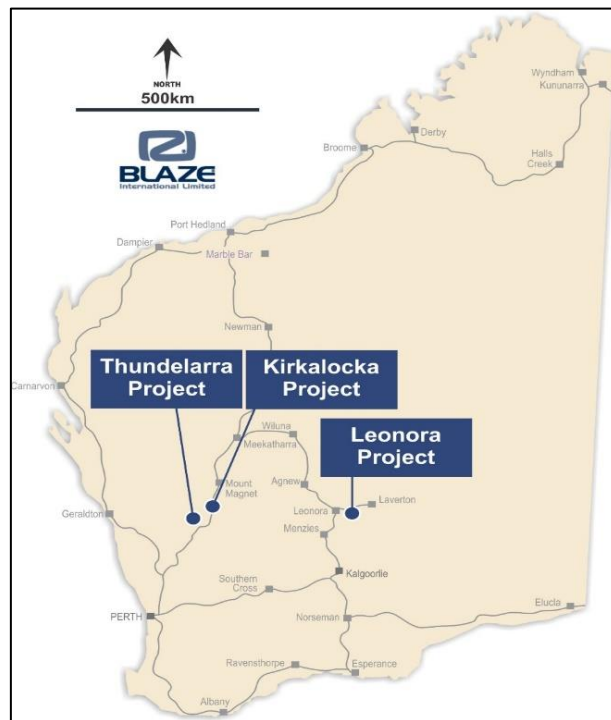 NORTH
500km
BLAZE
International Limited
Wyndham
Kununurra
Derby
Broome
Halls
Creek
Port Hedland
Dampier
Marble Bar
Newman
Thundelarra
Project
Kirkalocka
Project
Carnarvon
Wiluna
Meekatharra
Leonora
Project
Agnew
Mount
Magnet
Laverton
Leonora
Geraldton
Menzies
Kalgoorlie
Southern
Cross
Eucla
PERTH
Norseman
Ravensthorpe
Esperance
Albany